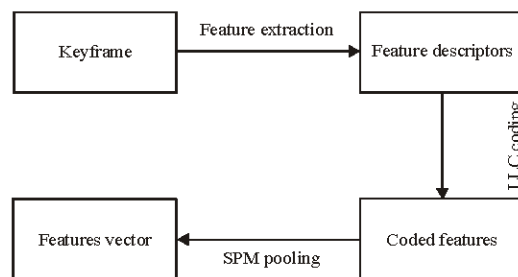 Keyframe
Feature extraction
Feature descriptors
LLC coding
Coded features
SPM pooling
Features vector